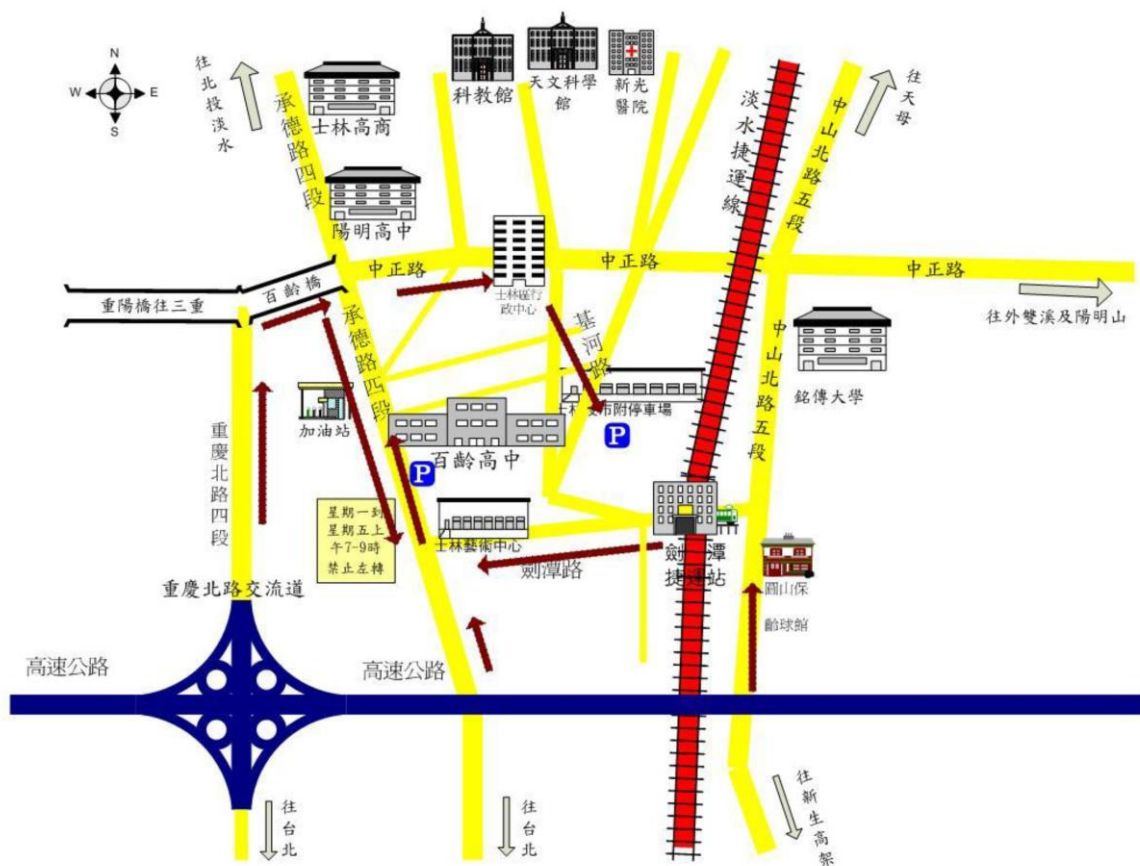 N
W
E
S
往北投淡水
承德路四段
士林高商
科教館
天文科學
館
新光
醫院
淡水捷運線
中山北路五段
往天母
陽明高中
中正路
中正路
中正路
百齡橋
重陽橋往三重
士林區行
政中心
往外雙溪及陽明山
承德路四段
基河路
中山北路五段
銘傳大學
加油站
市附停車場
P
重慶北路四段
百齡高中
P
星期一到
星期五上
午7-9時
禁止左轉
士林藝術中心
劍潭
捷運站
劍潭路
圓山保
齡球館
重慶北路交流道
高速公路
高速公路
往台北
往台北
往新生高架